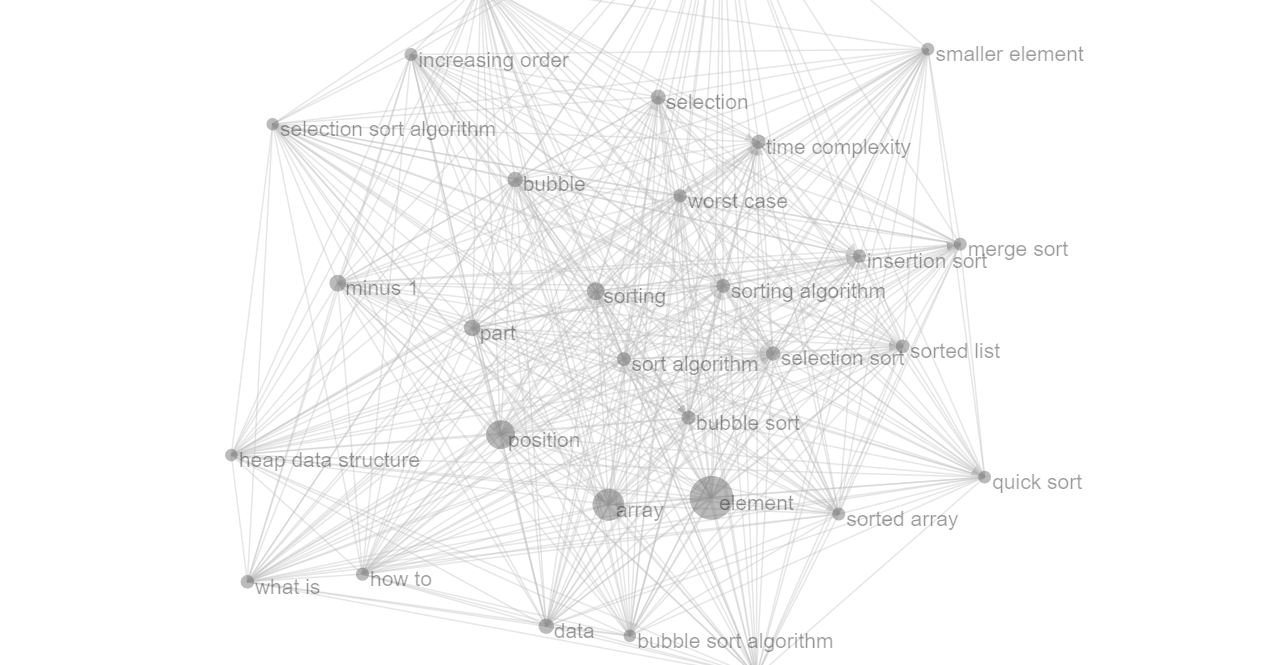 increasing order
smaller element
selection
selection sort algorithm
time complexity
bubble
worst case
merge sort
insertion sort
minus 1
sorting
sorting algorithm
part
sorted list
selection sort
sort algorithm
bubble sort
position
heap data structure
quick sort
element
array
sorted array
how to
what is
data
bubble sort algorithm